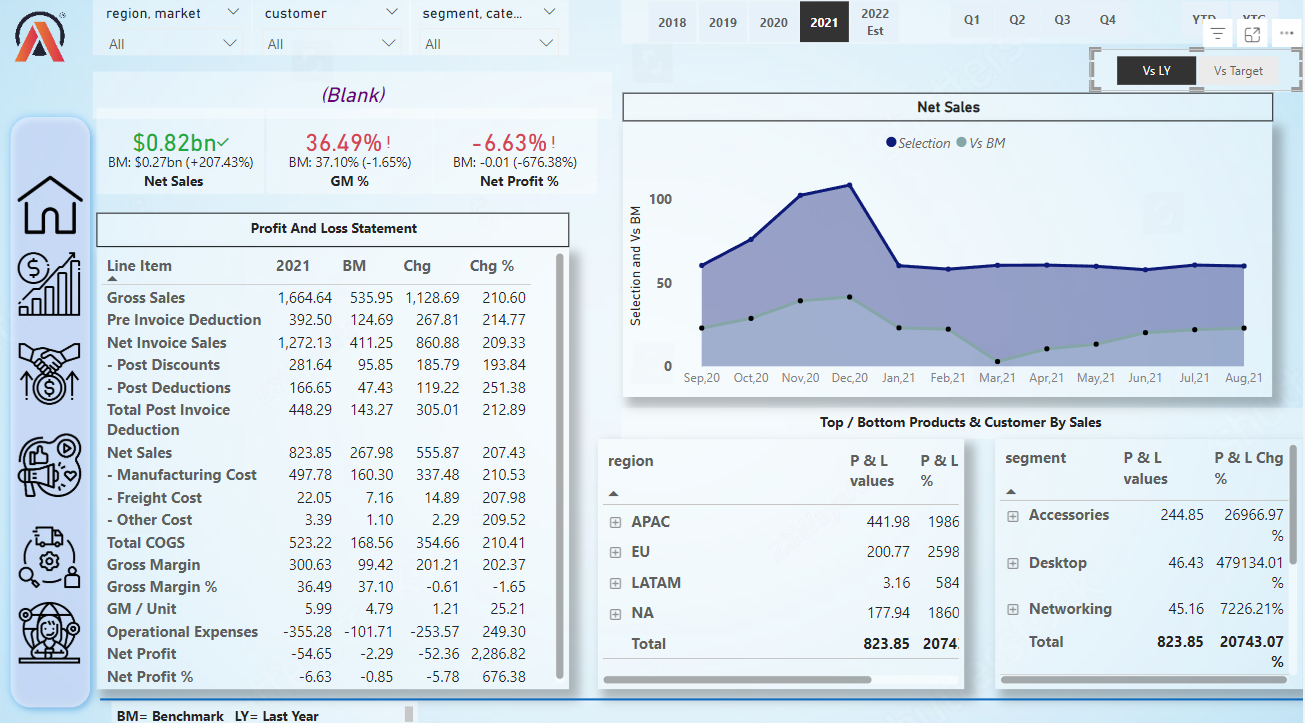 region, market
customer
segment, cate...
All
All
All
2018
2019
2020
2021
2022
Est
Q1
Q2
Q3
Q4
YTD
YTG
Vs LY
Vs Target
(Blank)
$0.82bn
BM: $0.27bn (+207.43%)
Net Sales
36.49% !
BM: 37.10% (-1.65%)
GM %
-6.63% !
BM: -0.01 (-676.38%)
Net Profit %
Net Sales
Selection Vs BM
Selection and Vs BM
100
50
0
Sep,20 Oct,20 Nov,20 Dec,20 Jan,21 Feb,21 Mar,21 Apr,21 May,21 Jun,21 Jul,21 Aug,21
Profit And Loss Statement
Line Item 2021 BM Chg Chg %
Gross Sales 1,664.64 535.95 1,128.69 210.60
Pre Invoice Deduction 392.50 124.69 267.81 214.77
Net Invoice Sales 1,272.13 411.25 860.88 209.33
- Post Discounts 281.64 95.85 185.79 193.84
- Post Deductions 166.65 47.43 119.22 251.38
Total Post Invoice 448.29 143.27 305.01 212.89
Deduction
Net Sales 823.85 267.98 555.87 207.43
- Manufacturing Cost 497.78 160.30 337.48 210.53
- Freight Cost 22.05 7.16 14.89 207.98
- Other Cost 3.39 1.10 2.29 209.52
Total COGS 523.22 168.56 354.66 210.41
Gross Margin 300.63 99.42 201.21 202.37
Gross Margin % 36.49 37.10 -0.61 -1.65
GM / Unit 5.99 4.79 1.21 25.21
Operational Expenses -355.28 -101.71 -253.57 249.30
Net Profit -54.65 -2.29 -52.36 2,286.82
Net Profit % -6.63 -0.85 -5.78 676.38
Top / Bottom Products & Customer By Sales
region P & L P & L
values %
APAC 441.98 1986
EU 200.77 2598
LATAM 3.16 584
NA 177.94 1860
Total 823.85 2074.
segment P & L P & L Chg
values %
Accessories 244.85 26966.97
%
Desktop 46.43 479134.01
%
Networking 45.16 7226.21%
Total 823.85 20743.07
%
BM= Benchmark LY= Last Year